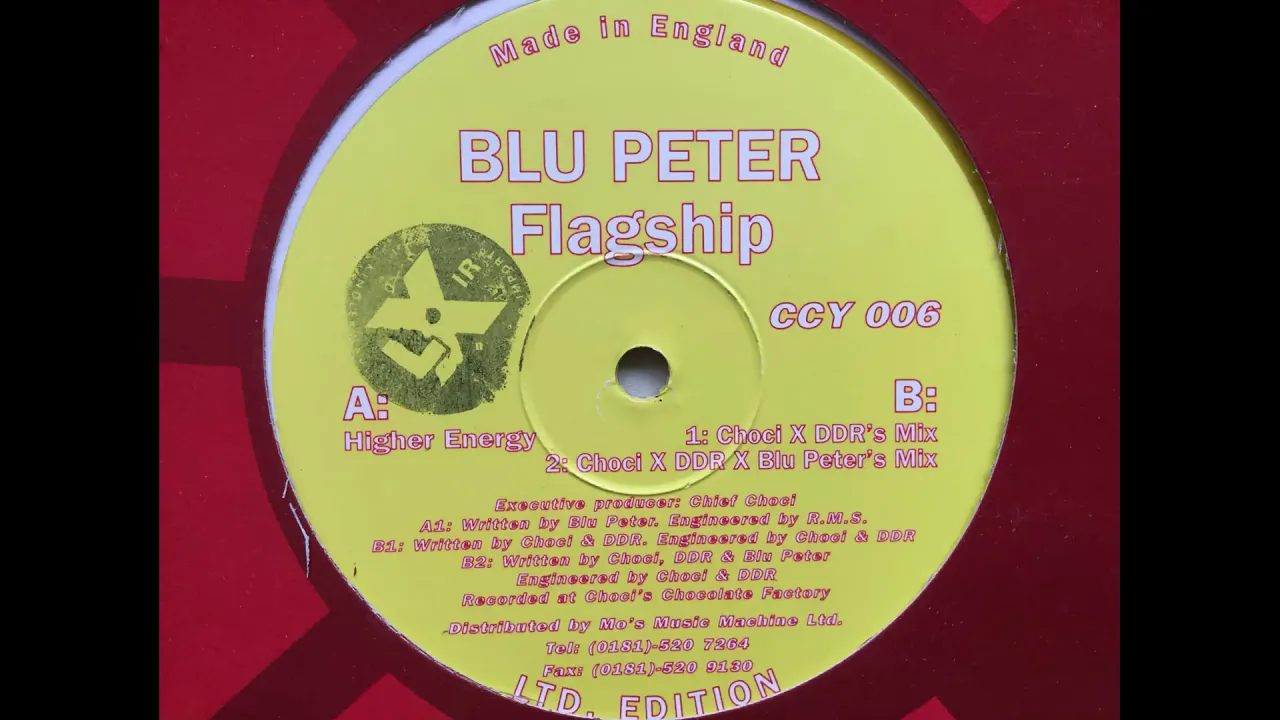 Made in England
BLU PETER
Flagship
IR
CCY 006
A:
Higher Energy
B:
1: Choci X DDR's Mix
2: Choci X DDR X Blu Peter's Mix
Executive producer: Chief Choci
A1: Written by Blu Peter. Engineered by R.M.S.
B1: Written by Choci & DDR. Engineered by Choci & DDR
B2: Written by Choci, DDR & Blu Peter
Engineered by Choci & DDR
Recorded at Choci's Chocolate Factory
Distributed by Mo's Music Machine Ltd.
Tel: (0181)-520 7264
Fax: (0181)-520 9130
LTD. EDITION